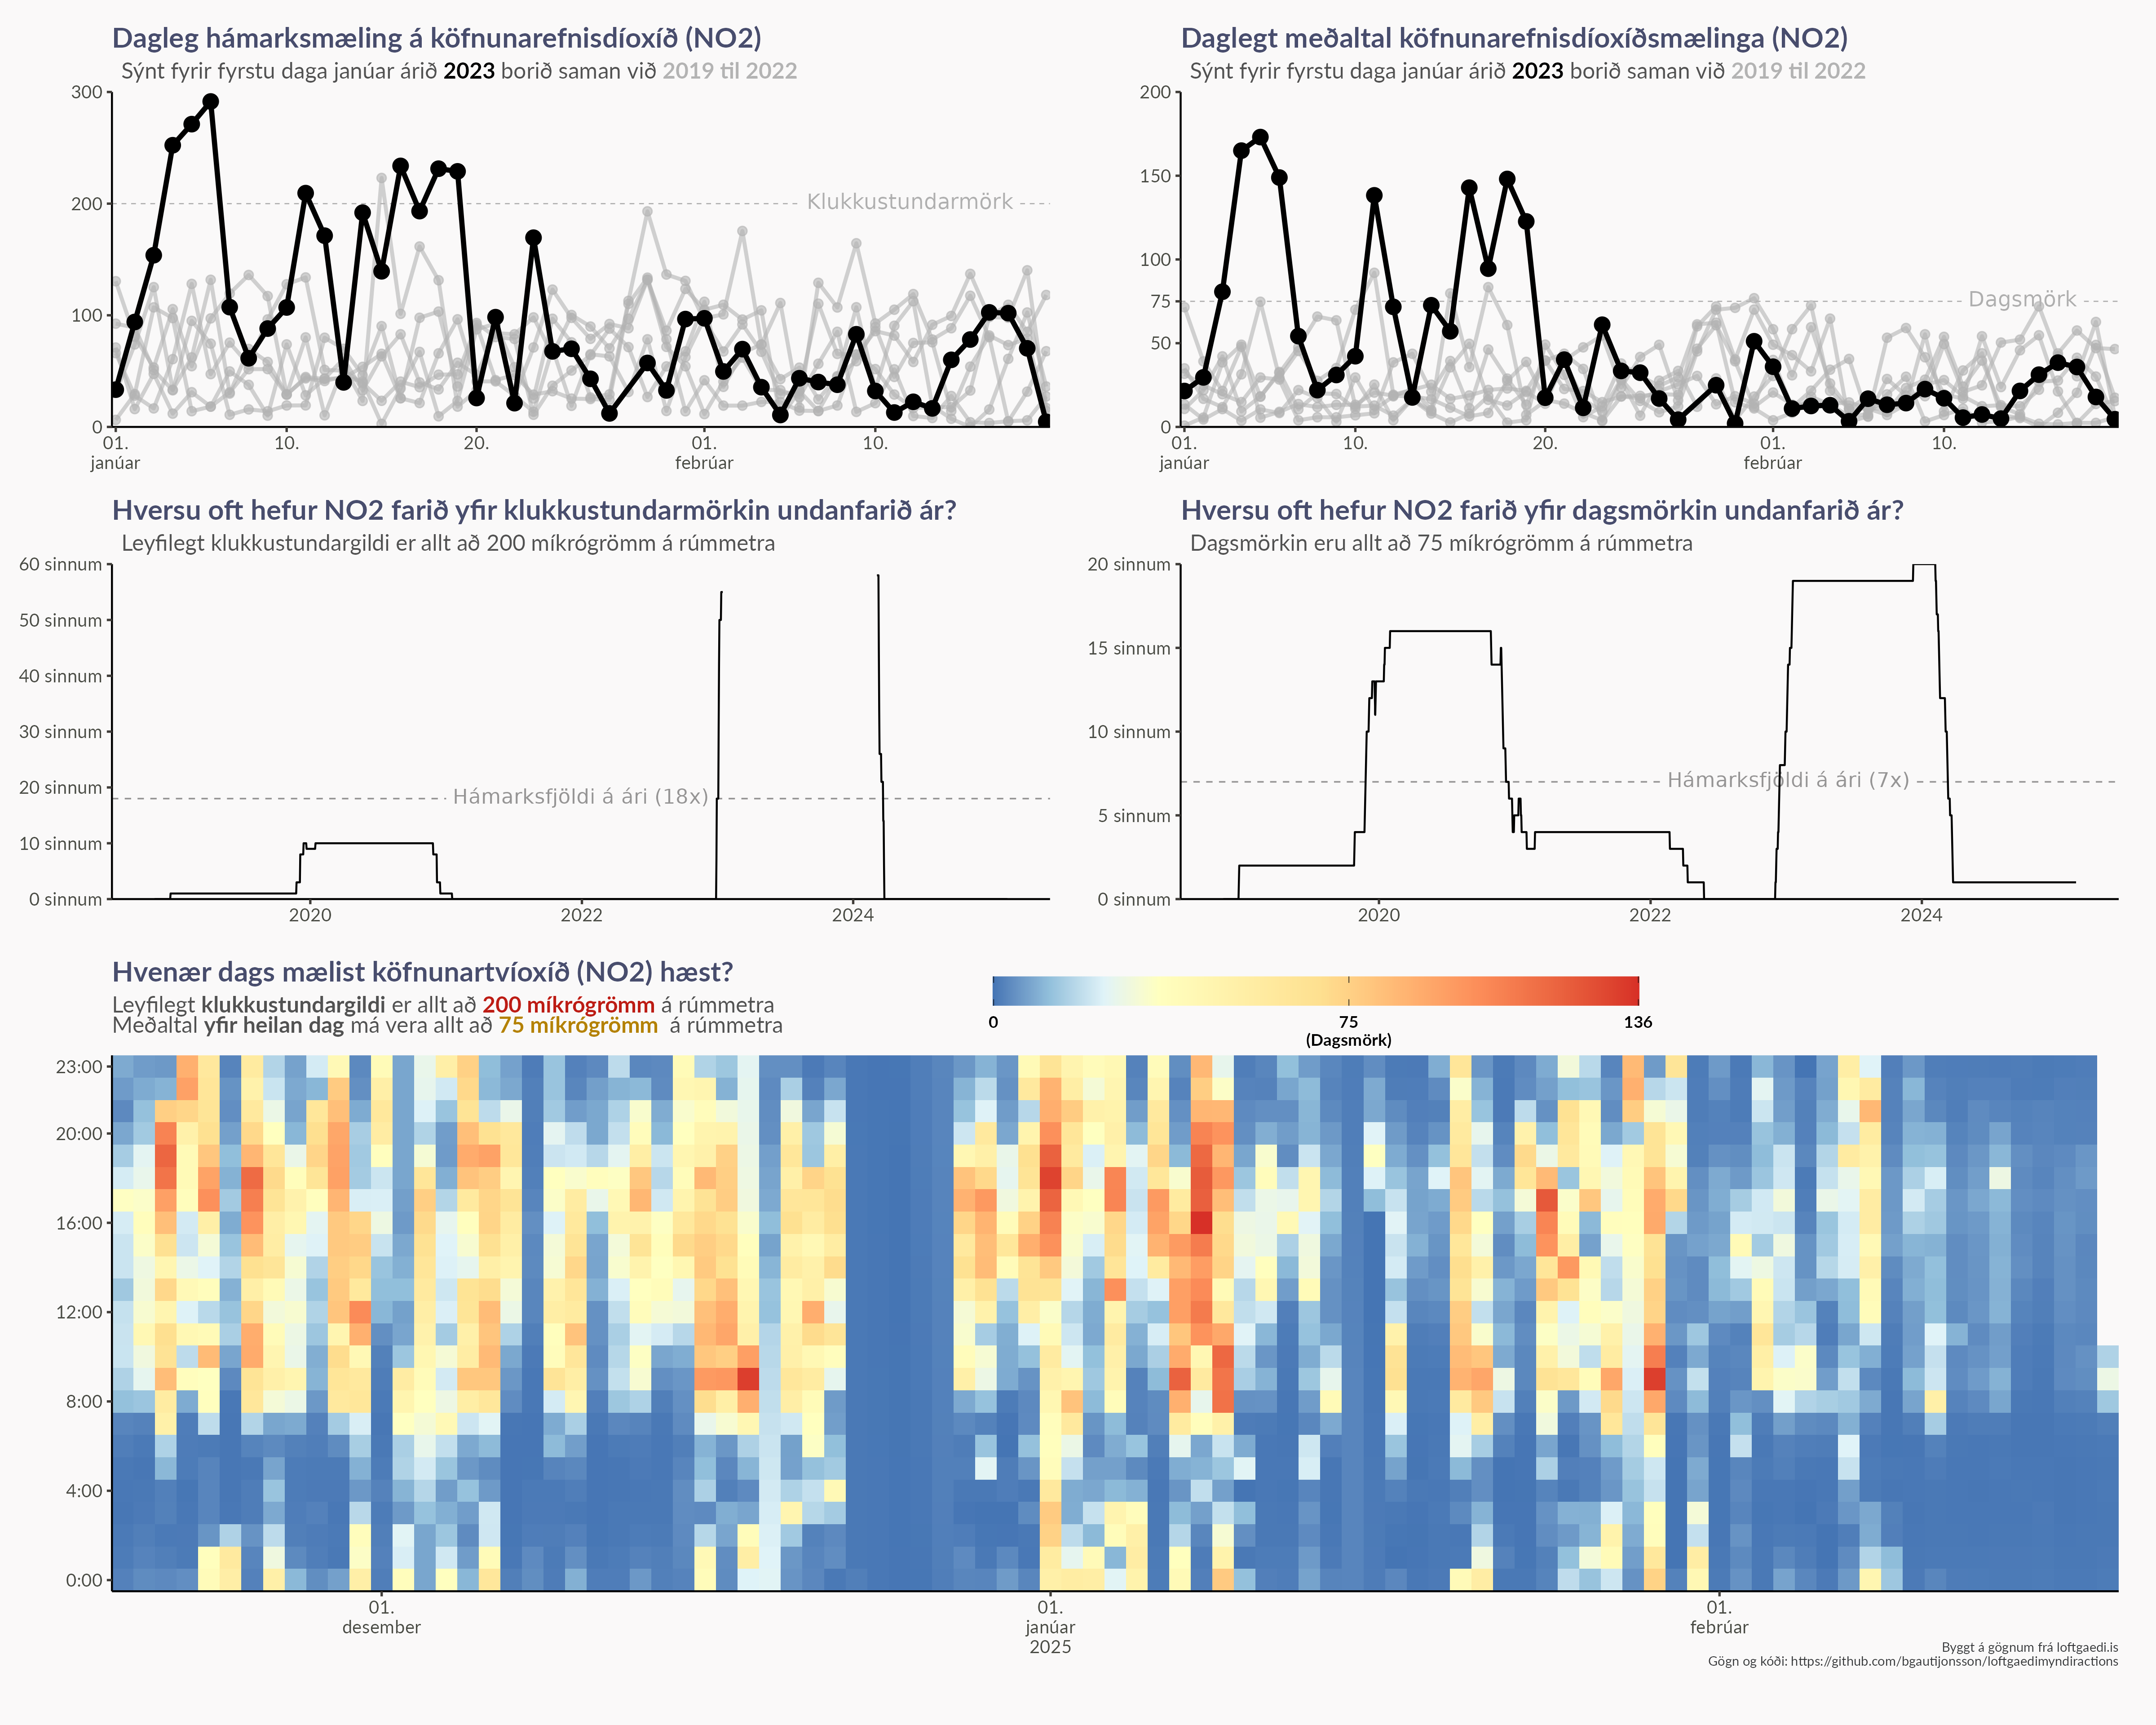 Dagleg hámarksmæling á köfnunarefnisdíoxíð (NO2)
Sýnt fyrir fyrstu daga janúar árið 2023 borið saman við 2019 til 2022
300
200
100
0
Klukkustundarmörk
01.
janúar
10.
20.
01.
febrúar
10.
Daglegt meðaltal köfnunarefnisdíoxíðsmælinga (NO2)
Sýnt fyrir fyrstu daga janúar árið 2023 borið saman við 2019 til 2022
200
150
100
75
50
0
Dagsmörk
01.
janúar
10.
20.
01.
febrúar
10.
Hversu oft hefur NO2 farið yfir klukkustundarmörkin undanfarið ár?
Leyfilegt klukkustundargildi er allt að 200 míkrógrömm á rúmmetra
60 sinnum
50 sinnum
40 sinnum
30 sinnum
20 sinnum
10 sinnum
0 sinnum
Hámarksfjöldi á ári (18x)
2020
2022
2024
Hversu oft hefur NO2 farið yfir dagsmörkin undanfarið ár?
Dagsmörkin eru allt að 75 míkrógrömm á rúmmetra
20 sinnum
15 sinnum
10 sinnum
5 sinnum
0 sinnum
Hámarksfjöldi á ári (7x)
2020
2022
2024
Hvenær dags mælist köfnunartvíoxíð (NO2) hæst?
Leyfilegt klukkustundargildi er allt að 200 míkrógrömm á rúmmetra
Meðaltal yfir heilan dag má vera allt að 75 míkrógrömm á rúmmetra
0
75
(Dagsmörk)
136
23:00
20:00
16:00
12:00
8:00
4:00
0:00
01.
desember
01.
janúar
2025
01.
febrúar
Byggt á gögnum frá loftgaedi.is
Gögn og kóði: https://github.com/bgautijonsson/loftgaedimyndiractions